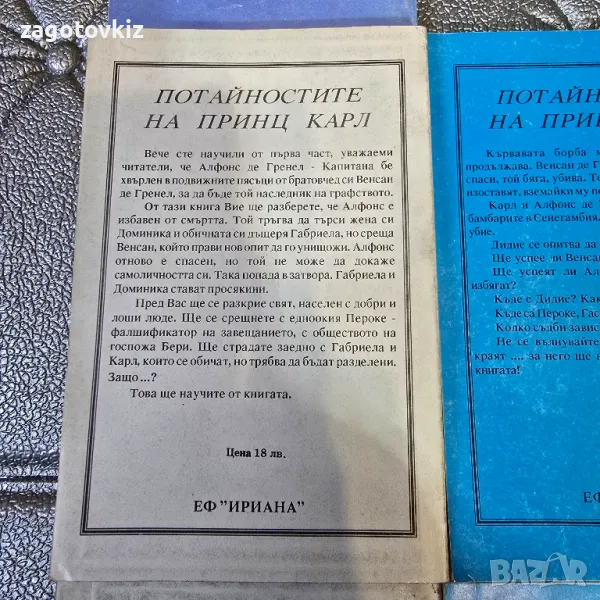 zagotovkiz
ПОТАЙНОСТИТЕ
НА ПРИНЦ КАРЛ
Вече сте научили от първа част, уважаеми
читатели, че Алфонс де Гренел - Капитана бе
хвърлен в подвижните пясъци от братовчед си Венсан
де Гренел, за да бъде той наследник на графството.
От тази книга Вие ще разберете, че Алфонс е
избавен от смъртта. Той тръгва да търси жена си
Доминика и обичната си дъщеря Габриела, но среща
Венсан, който прави нов опит да го унищожи. Алфонс
отново е спасен, но той не може да докаже
самоличността си. Така попада в затвора. Габриела и
Доминика стават просякини.
Пред Вас ще се разкрие свят, населен с добри и
лоши люде. Ще се срещнете с едноокия Пероке -
фалшификатор на завещанието, с обществото на
госпожа Бери. Ще страдате заедно с Габриела и
Карл, които се обичат, но трябва да бъдат разделени.
Защо...?
Това ще научите от книгата.
Цена 18 лв.
ЕФ "ИРИАНА"
ПОТАЙН
НА ПРИ
Кървавата борба м
продължава. Венсан де Г
спаси, той бяга, убива. Те
изоставят, вземайки му п
Карл и Алфонс де
бамбарите в Сенегамбия.
убие.
Дидие се опитва да
Ще успее ли Венсан
Ще успеят ли Ал
избягат?
Къде е Дидие? Как
Къде са Пероке, Гас
Колко съдби завис
Не се вълнувайте
краят .... за него ще
книгата!
ЕФ
BAZAR